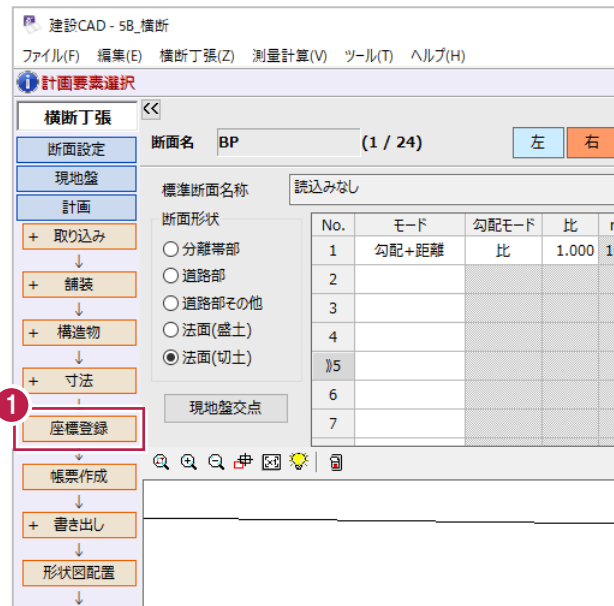 建設CAD - 5B_横断
ファイル(F) 編集(E) 横断丁張(Z) 測量計算(V) ツール(T) ヘルプ(H)
計画要素選択
横断丁張
断面設定
現地盤
計画
+ 取り込み
↓
+ 舗装
↓
+ 構造物
↓
+ 寸法
↓
1
座標登録
↓
帳票作成
↓
+ 書き出し
↓
形状図配置
↓
<<
断面名 BP (1 / 24) 左 右
標準断面名称 読込みなし
断面形状
分離帯部
道路部
道路部その他
法面(盛土)
法面(切土)
現地盤交点
No. モード 勾配モード 比
1 勾配+距離 比 1.000
2
3
4
》5
6
7